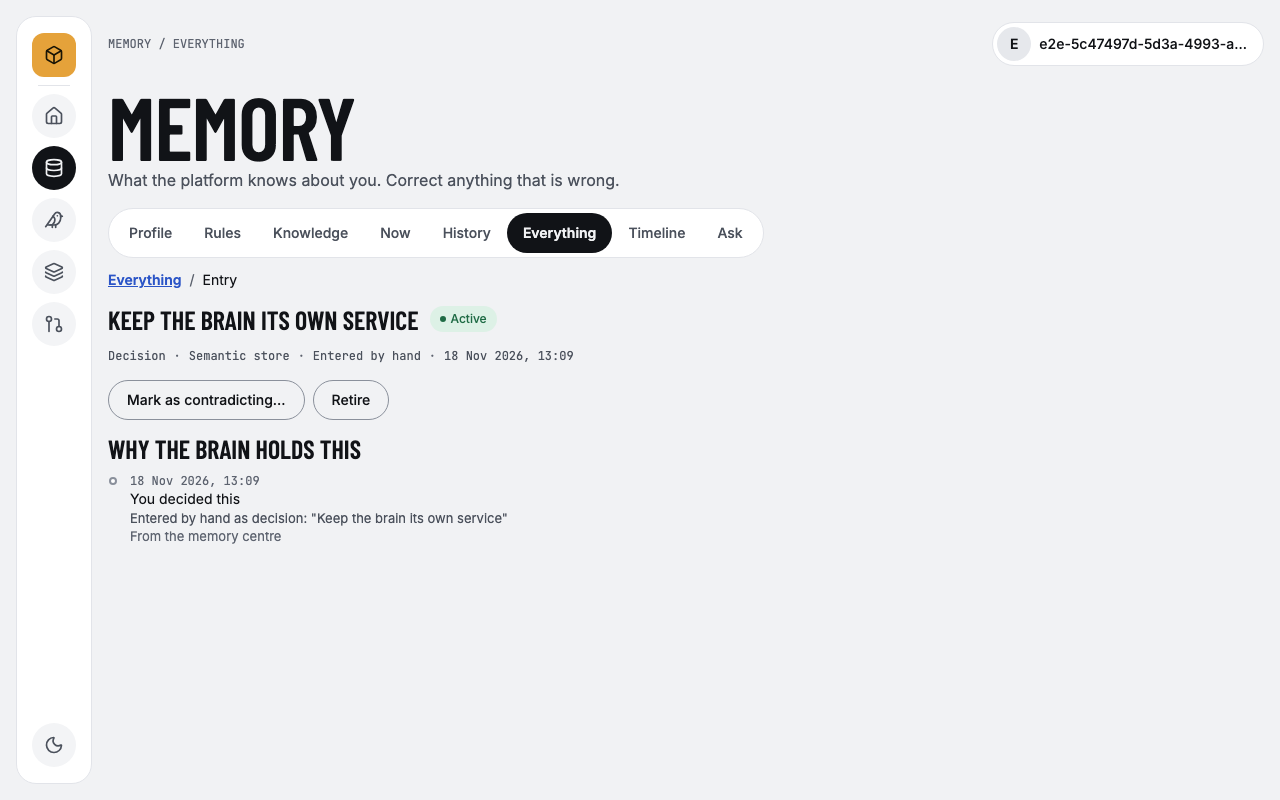 MEMORY / EVERYTHING
E e2e-5c47497d-5d3a-4993-a...
MEMORY
What the platform knows about you. Correct anything that is wrong.
Profile Rules Knowledge Now History Everything Timeline Ask
Everything / Entry
KEEP THE BRAIN ITS OWN SERVICE Active
Decision · Semantic store · Entered by hand · 18 Nov 2026, 13:09
Mark as contradicting... Retire
WHY THE BRAIN HOLDS THIS
18 Nov 2026, 13:09
You decided this
Entered by hand as decision: "Keep the brain its own service"
From the memory centre